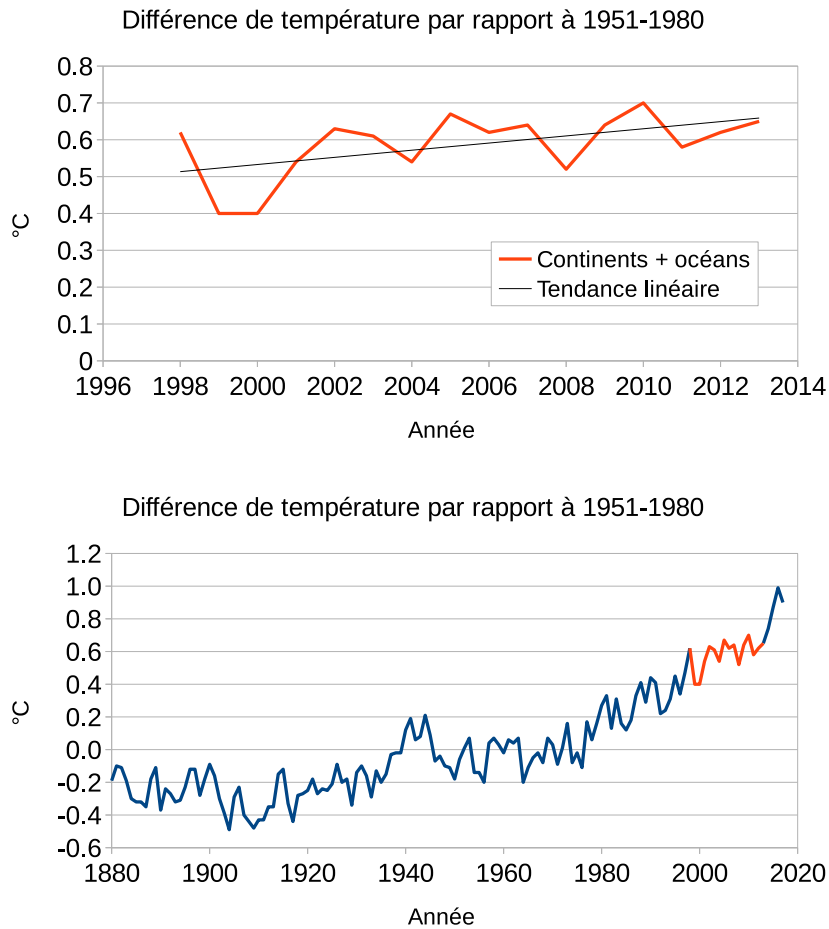 Différence de température par rapport à 1951-1980
0.8
0.7
0.6
0.5
0.4
0.3
0.2
0.1
0
°C
Continents + océans
Tendance linéaire
1996 1998 2000 2002 2004 2006 2008 2010 2012 2014
Année
Différence de température par rapport à 1951-1980
1.2
1.0
0.8
0.6
0.4
0.2
0.0
-0.2
-0.4
-0.6
°C
1880 1900 1920 1940 1960 1980 2000 2020
Année